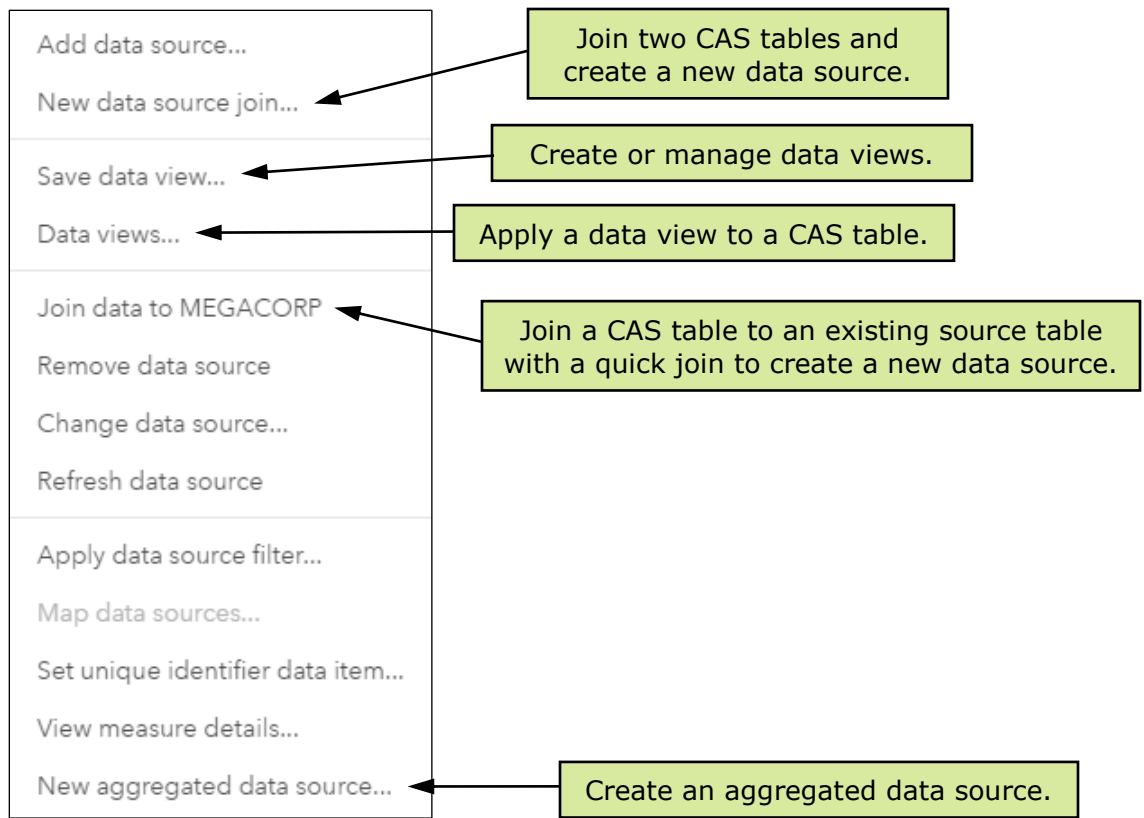 Add data source...
New data source join...
Join two CAS tables and
create a new data source.
Save data view...
Create or manage data views.
Data views...
Apply a data view to a CAS table.
Join data to MEGACORP
Join a CAS table to an existing source table
with a quick join to create a new data source.
Remove data source
Change data source...
Refresh data source
Apply data source filter...
Map data sources...
Set unique identifier data item...
View measure details...
New aggregated data source...
Create an aggregated data source.